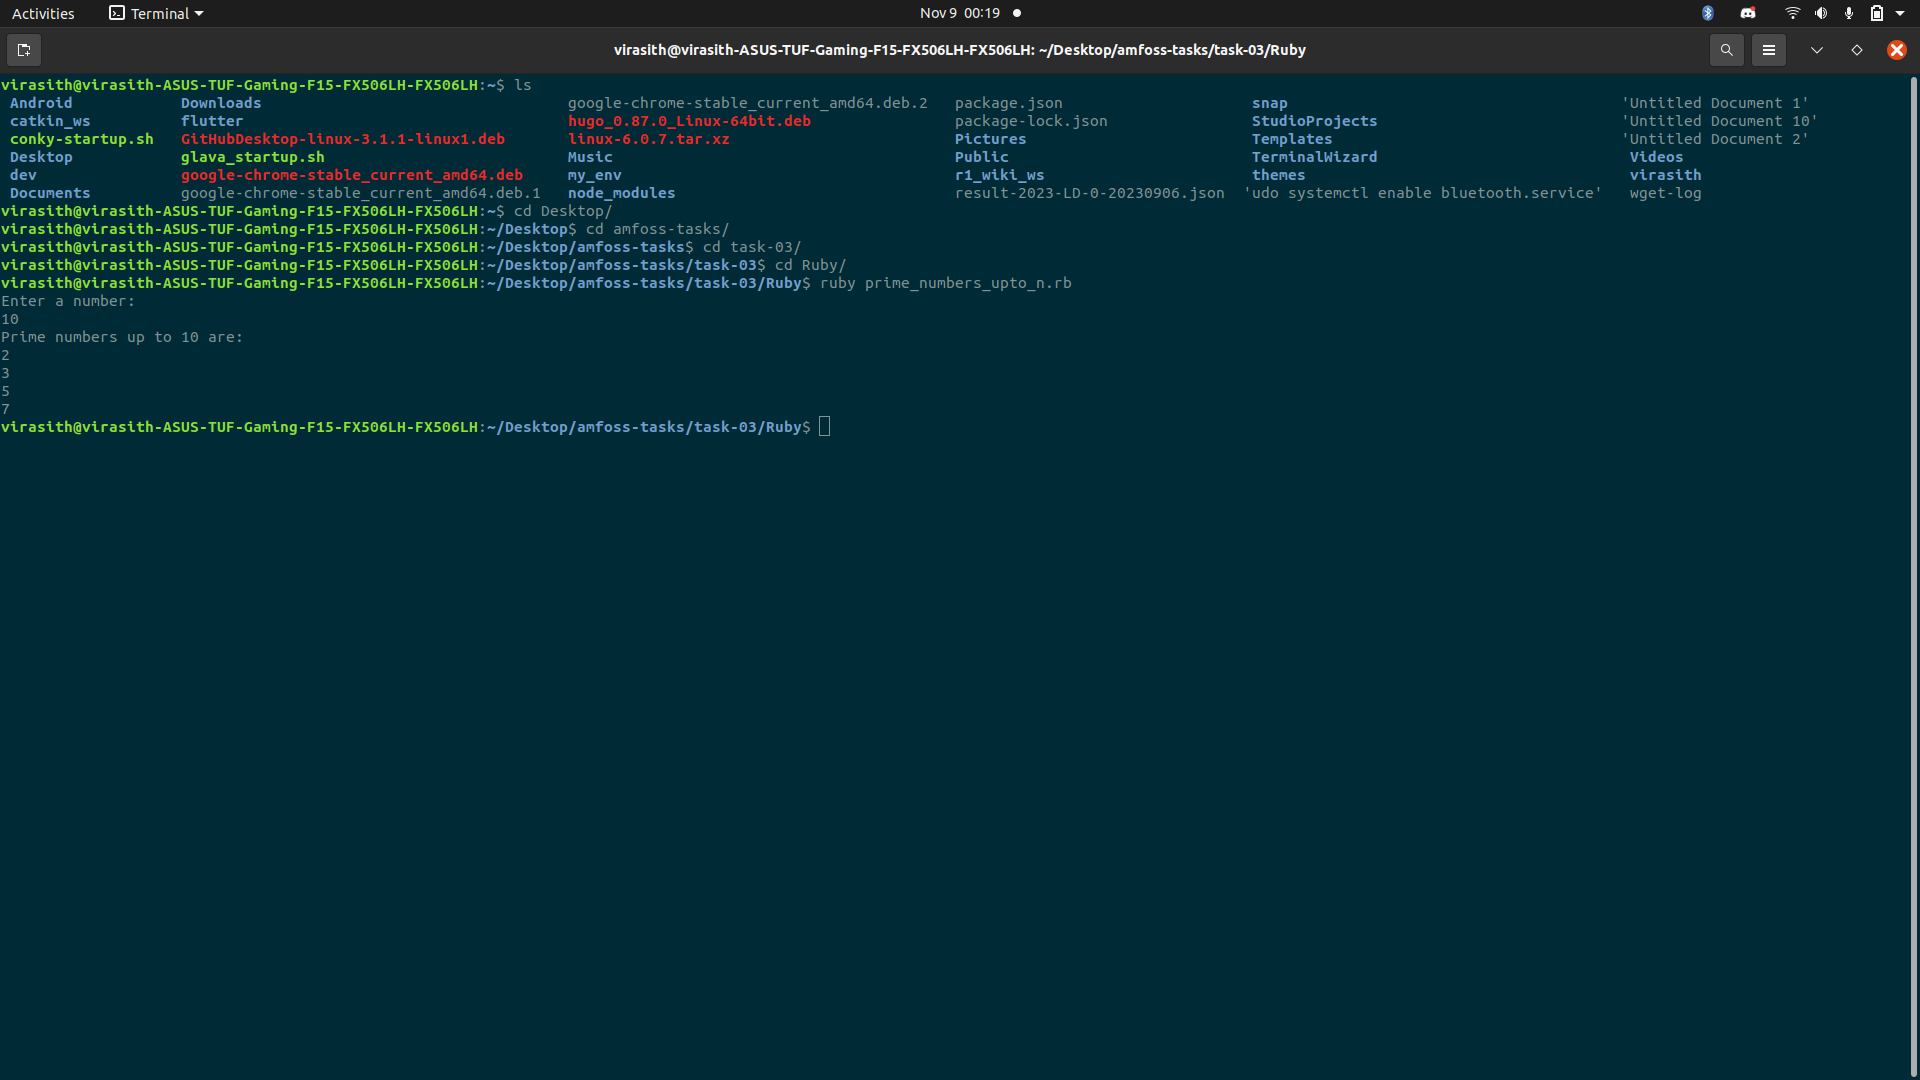 Activities Terminal Nov 9 00:19
virasith@virasith-ASUS-TUF-Gaming-F15-FX506LH-FX506LH: ~/Desktop/amfoss-tasks/task-03/Ruby
virasith@virasith-ASUS-TUF-Gaming-F15-FX506LH-FX506LH:~$ ls
Android Downloads google-chrome-stable_current_amd64.deb.2 package.json snap 'Untitled Document 1'
catkin_ws flutter hugo_0.87.0_Linux-64bit.deb package-lock.json StudioProjects 'Untitled Document 10'
conky-startup.sh GitHubDesktop-linux-3.1.1-linux1.deb linux-6.0.7.tar.xz Pictures Templates 'Untitled Document 2'
Desktop glava_startup.sh Music Public TerminalWizard Videos
dev google-chrome-stable_current_amd64.deb my_env r1_wiki_ws themes virasith
Documents google-chrome-stable_current_amd64.deb.1 node_modules result-2023-LD-0-20230906.json 'udo systemctl enable bluetooth.service' wget-log
virasith@virasith-ASUS-TUF-Gaming-F15-FX506LH-FX506LH:~$ cd Desktop/
virasith@virasith-ASUS-TUF-Gaming-F15-FX506LH-FX506LH:~/Desktop$ cd amfoss-tasks/
virasith@virasith-ASUS-TUF-Gaming-F15-FX506LH-FX506LH:~/Desktop/amfoss-tasks$ cd task-03/
virasith@virasith-ASUS-TUF-Gaming-F15-FX506LH-FX506LH:~/Desktop/amfoss-tasks/task-03$ cd Ruby/
virasith@virasith-ASUS-TUF-Gaming-F15-FX506LH-FX506LH:~/Desktop/amfoss-tasks/task-03/Ruby$ ruby prime_numbers_upto_n.rb
Enter a number:
10
Prime numbers up to 10 are:
2
3
5
7
virasith@virasith-ASUS-TUF-Gaming-F15-FX506LH-FX506LH:~/Desktop/amfoss-tasks/task-03/Ruby$